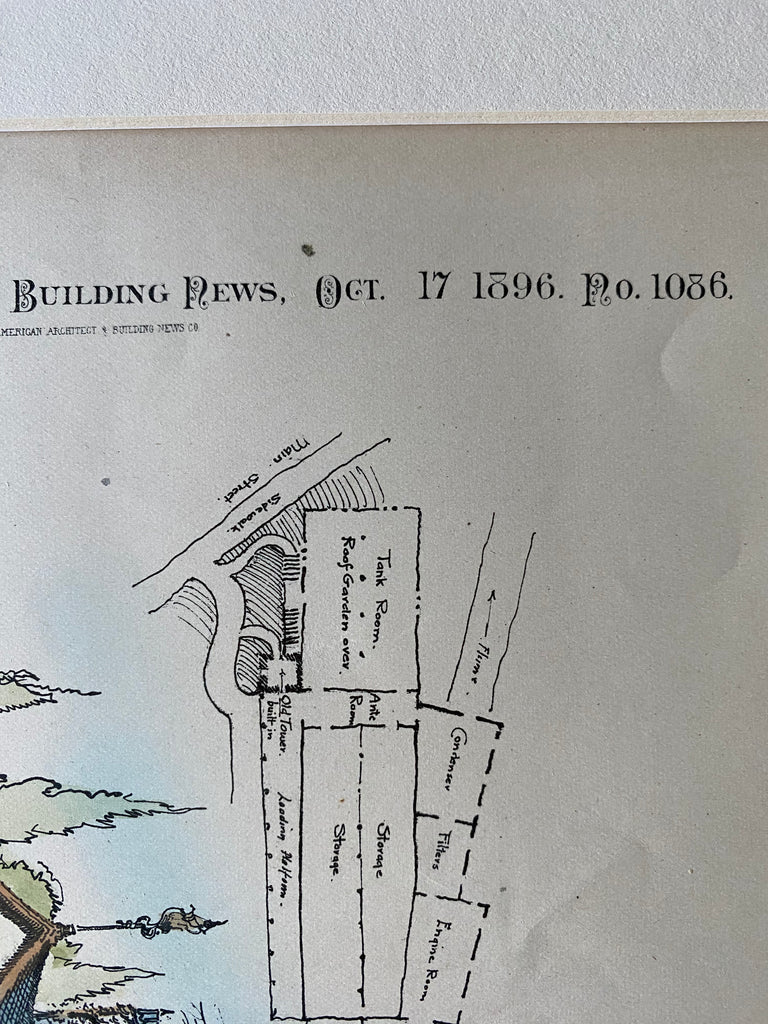 Building News, Oct. 17 1896. No. 1086.
MERICAN ARCHITECT & BUILDING NEWS CO.
Main
Street.
Sidewalk.
Tank Room.
Roof Garden over.
Flume.
Ante
Room
Old Tower.
built in
Condenser
Filters
Engine Room
Loading Platform.
Storage
Storage.